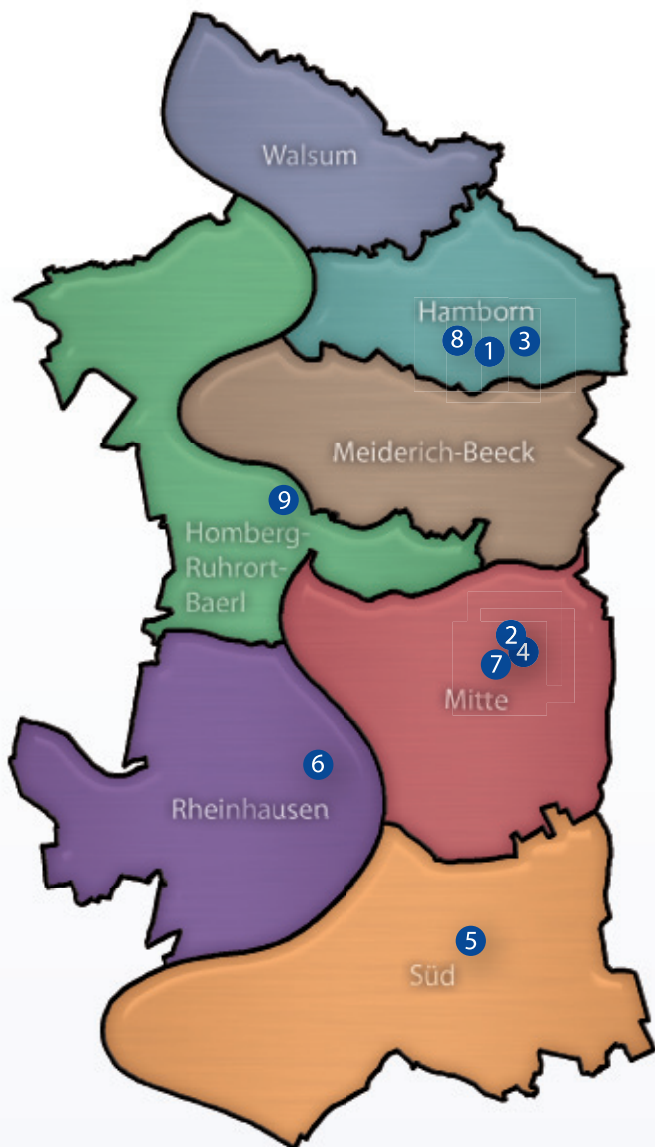 Walsum
Hamborn
8
1
3
Meiderich-Beeck
9
Homberg-
Ruhrort-
Baerl
2
4
7
Mitte
6
Rheinhausen
5
Süd